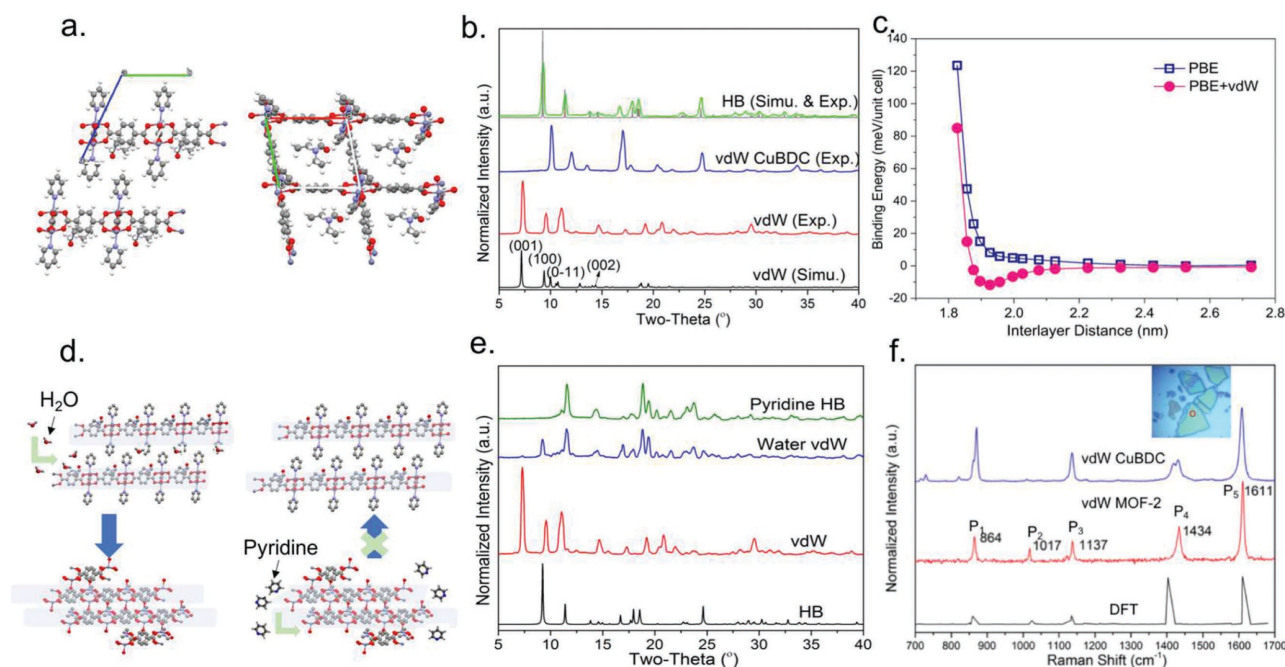 a.
b.
Normalized Intensity (a.u.)
HB (Simu. & Exp.)
vdW CuBDC (Exp.)
vdW (Exp.)
(001)
(100)
(0-11)
(002)
vdW (Simu.)
5 10 15 20 25 30 35 40
Two-Theta (°)
c.
Binding Energy (meV/unit cell)
140
120
100
80
60
40
20
0
-20
PBE
PBE+vdW
1.8 2.0 2.2 2.4 2.6 2.8
Interlayer Distance (nm)
d.
H2O
Pyridine
e.
Normalized Intensity (a.u.)
Pyridine HB
Water vdW
vdW
HB
5 10 15 20 25 30 35 40
Two-Theta (°)
f.
Normalized Intensity (a.u.)
vdW CuBDC
vdW MOF-2
P1
864
P2
1017
P3
1137
P4
1434
P5
1611
DFT
700 800 900 1000 1100 1200 1300 1400 1500 1600 1700
Raman Shift (cm-1)